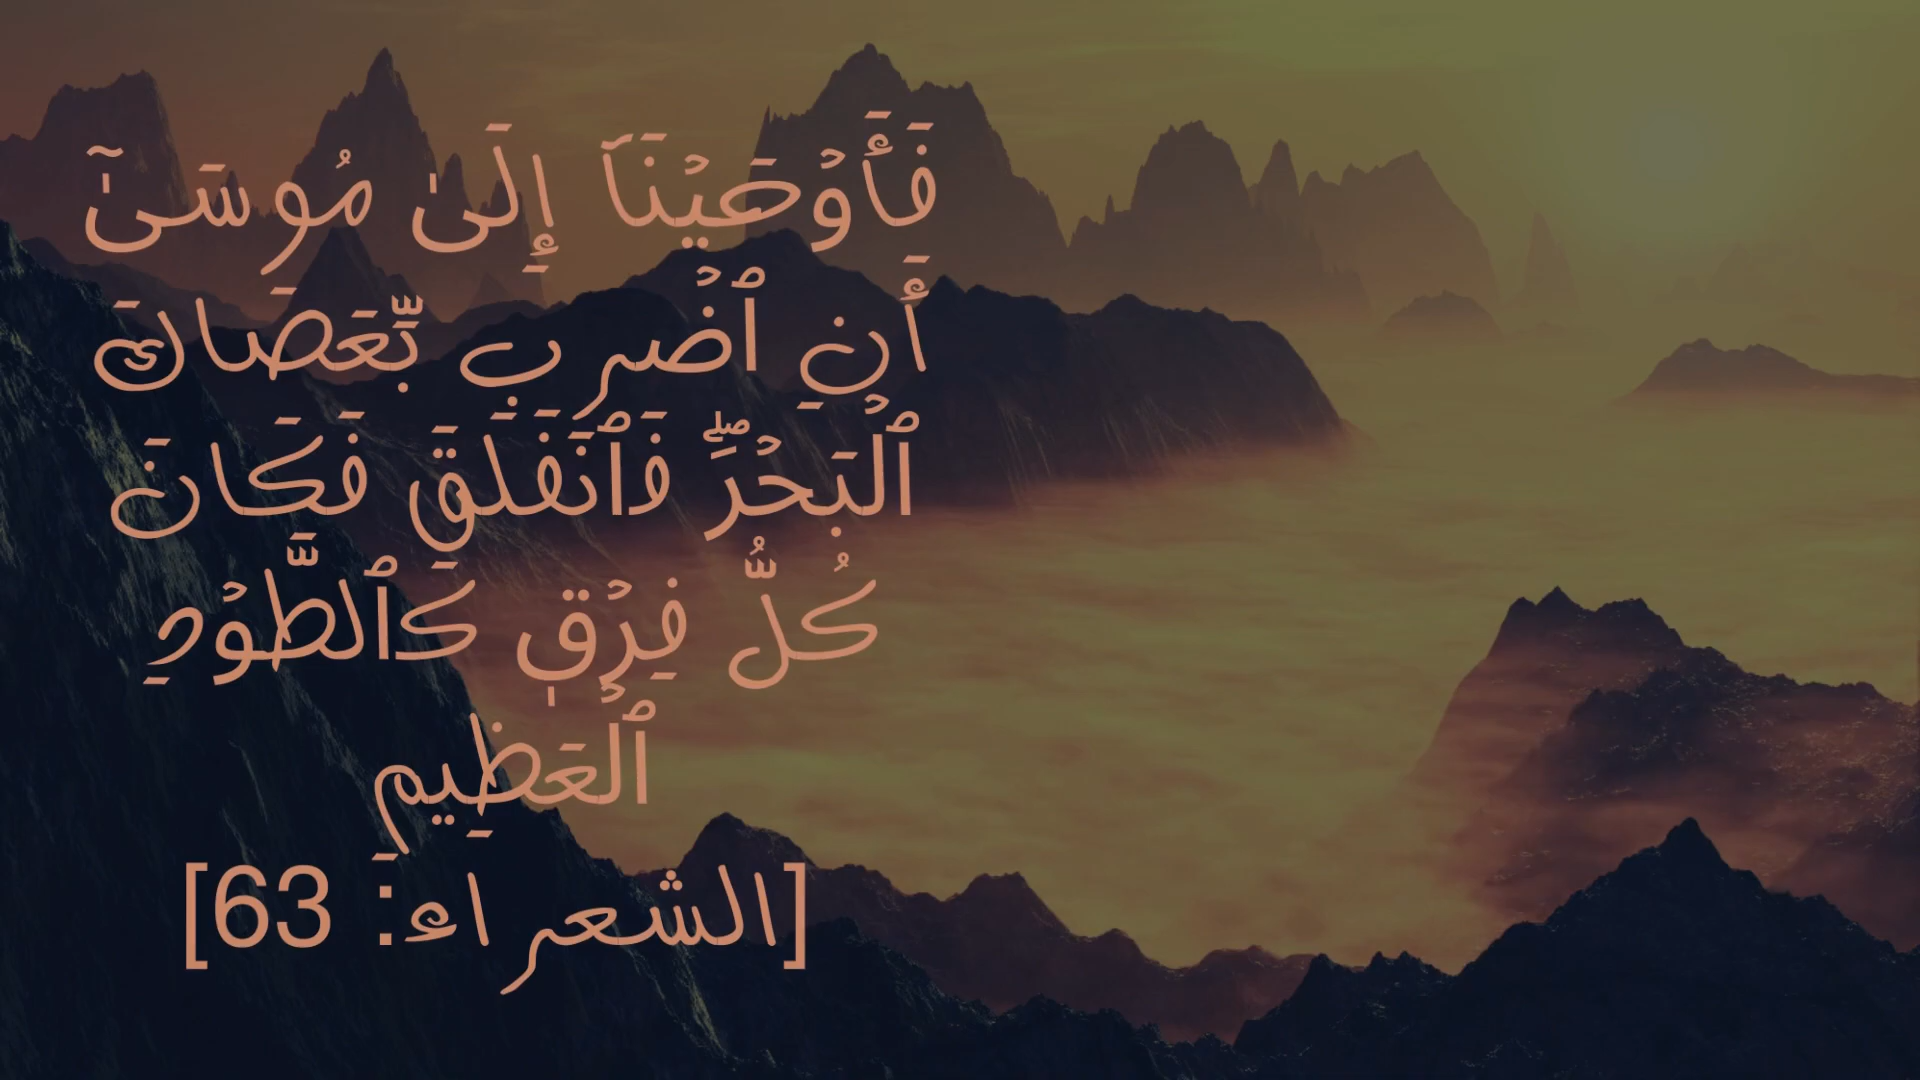 فَأَوۡحَيۡنَآ إِلَىٰ مُوسَىٰٓ
أَنِ ٱضۡرِب بِّعَصَاكَ
ٱلۡبَحۡرَۖ فَٱنفَلَقَ فَكَانَ
كُلُّ فِرۡقٖ كَٱلطَّوۡدِ
ٱلۡعَظِيمِ
[الشعراء: 63]